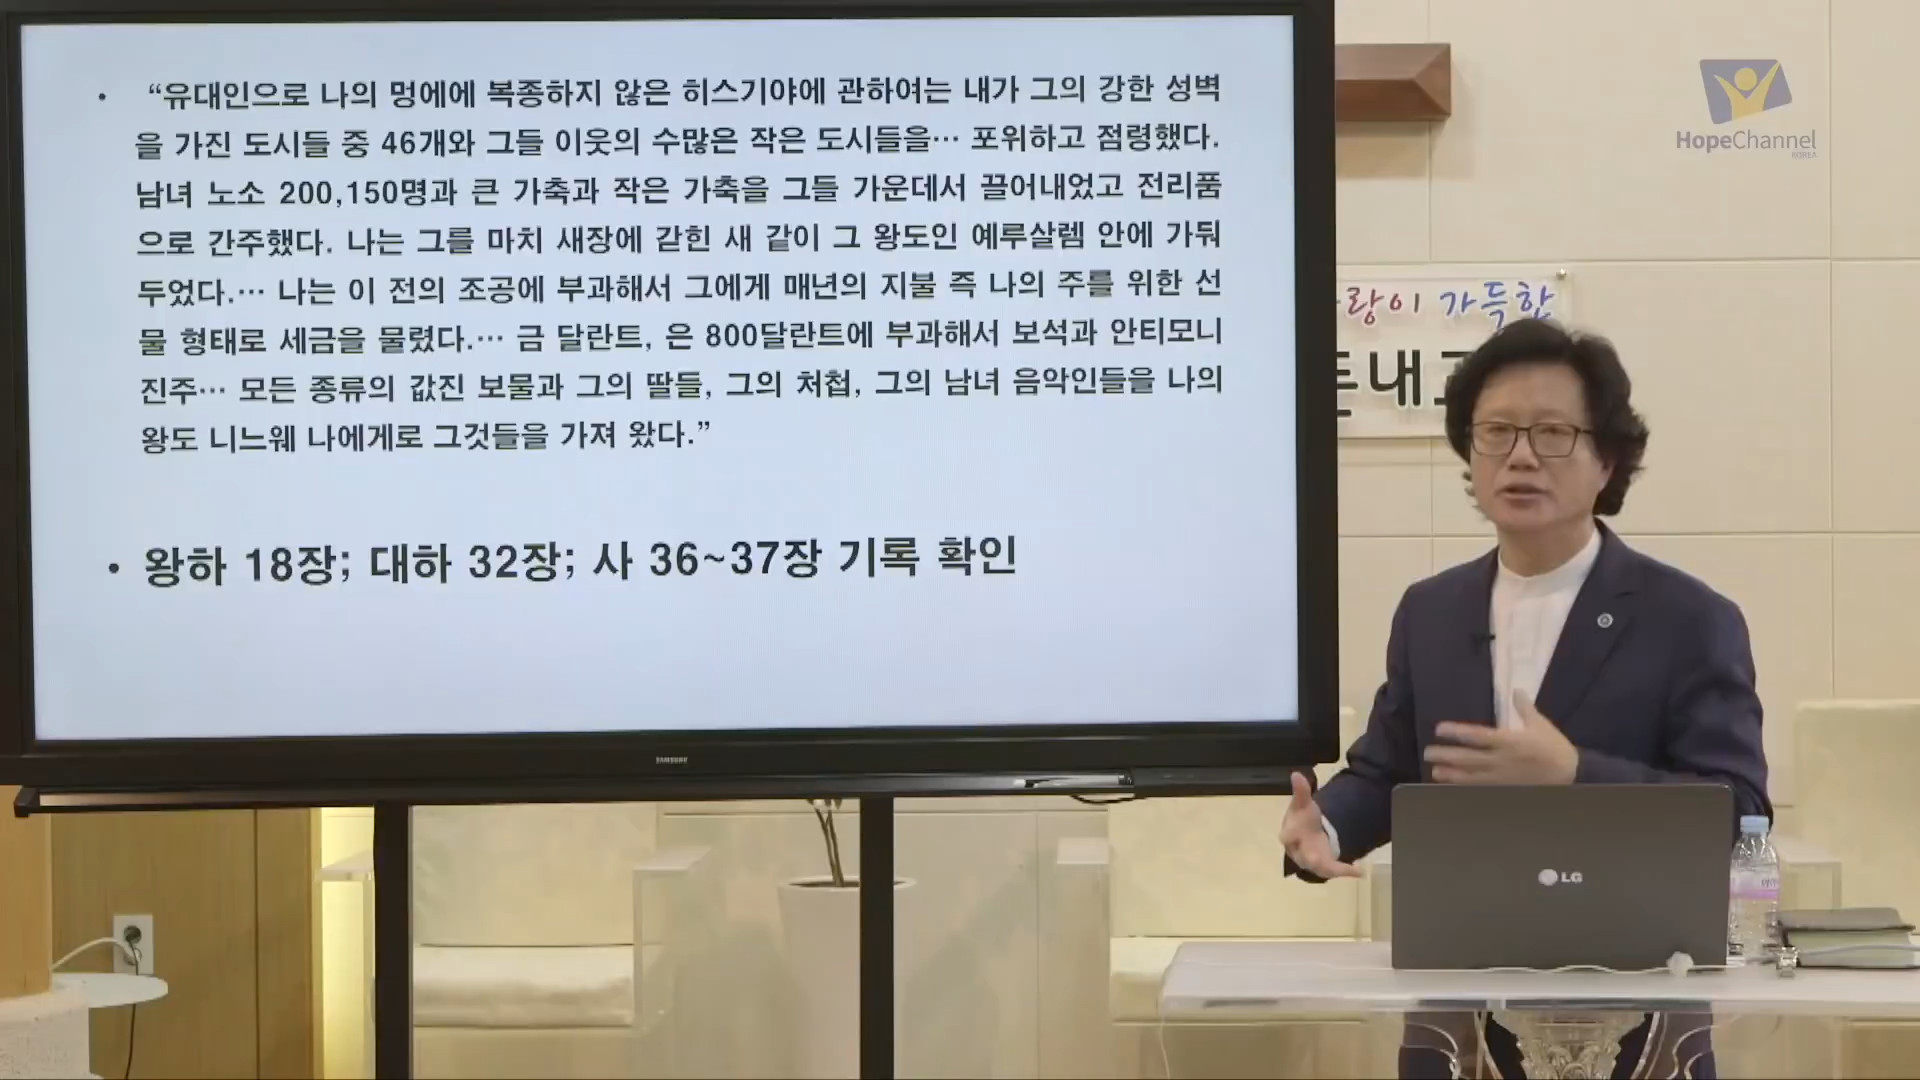 • “유대인으로 나의 멍에에 복종하지 않은 히스기야에 관하여는 내가 그의 강한 성벽
을 가진 도시들 중 46개와 그들 이웃의 수많은 작은 도시들을… 포위하고 점령했다.
남녀 노소 200,150명과 큰 가축과 작은 가축을 그들 가운데서 끌어내었고 전리품
으로 간주했다. 나는 그를 마치 새장에 갇힌 새 같이 그 왕도인 예루살렘 안에 가둬
두었다.… 나는 이 전의 조공에 부과해서 그에게 매년의 지불 즉 나의 주를 위한 선
물 형태로 세금을 물렸다.… 금 달란트, 은 800달란트에 부과해서 보석과 안티모니
진주… 모든 종류의 값진 보물과 그의 딸들, 그의 처첩, 그의 남녀 음악인들을 나의
왕도 니느웨 나에게로 그것들을 가져 왔다.”
• 왕하 18장; 대하 32장; 사 36~37장 기록 확인
SAMSUNG
HopeChannel
KOREA
가득한
LG